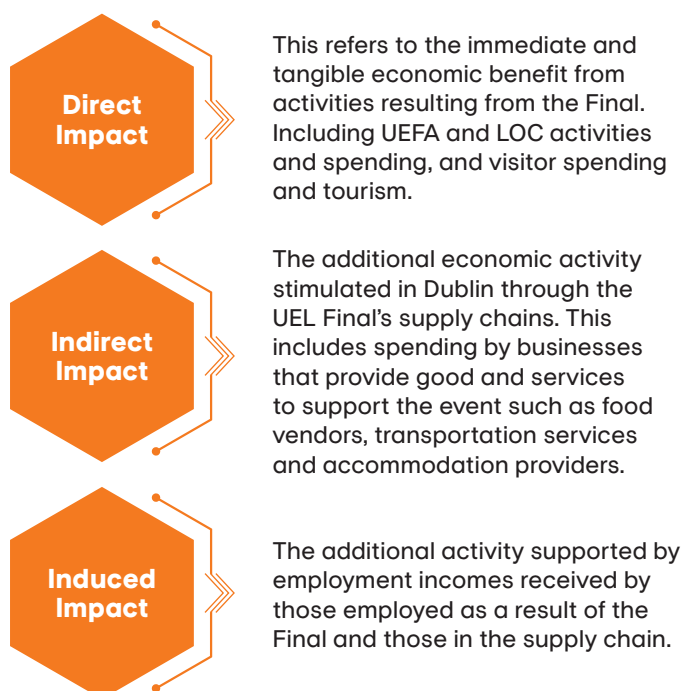 Direct
Impact
This refers to the immediate and
tangible economic benefit from
activities resulting from the Final.
Including UEFA and LOC activities
and spending, and visitor spending
and tourism.
Indirect
Impact
The additional economic activity
stimulated in Dublin through the
UEL Final's supply chains. This
includes spending by businesses
that provide good and services
to support the event such as food
vendors, transportation services
and accommodation providers.
Induced
Impact
The additional activity supported by
employment incomes received by
those employed as a result of the
Final and those in the supply chain.